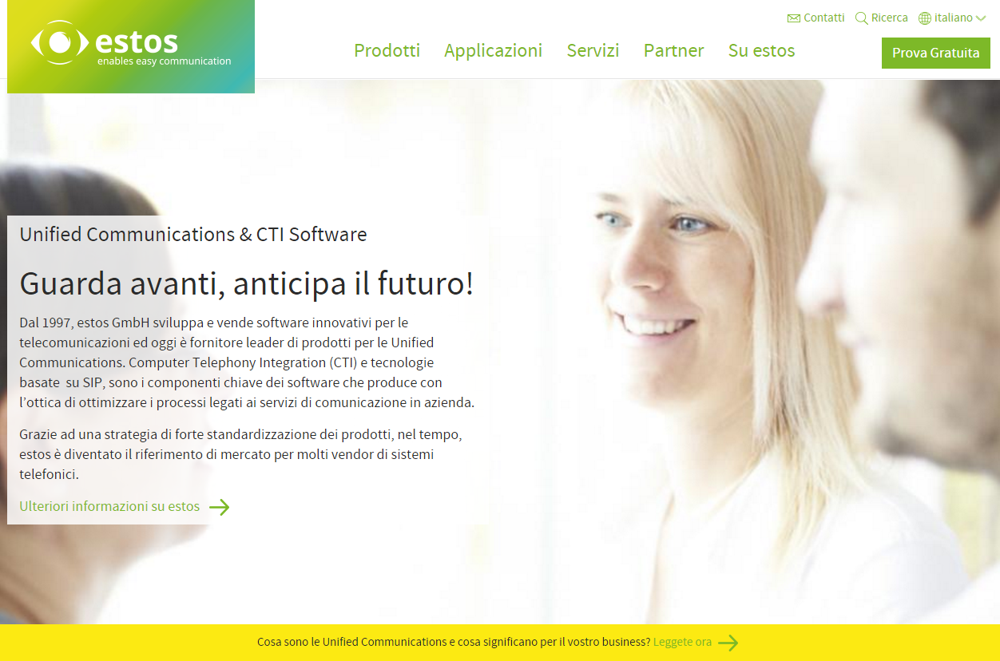 estos
enables easy communication
Contatti
Ricerca
italiano
Prodotti
Applicazioni
Servizi
Partner
Su estos
Prova Gratuita
Unified Communications & CTI Software
Guarda avanti, anticipa il futuro!
Dal 1997, estos GmbH sviluppa e vende software innovativi per le
telecomunicazioni ed oggi è fornitore leader di prodotti per le Unified
Communications. Computer Telephony Integration (CTI) e tecnologie
basate  su SIP, sono i componenti chiave dei software che produce con
l’ottica di ottimizzare i processi legati ai servizi di comunicazione in azienda.
Grazie ad una strategia di forte standardizzazione dei prodotti, nel tempo,
estos è diventato il riferimento di mercato per molti vendor di sistemi
telefonici.
Ulteriori informazioni su estos
Cosa sono le Unified Communications e cosa significano per il vostro business? Leggete ora